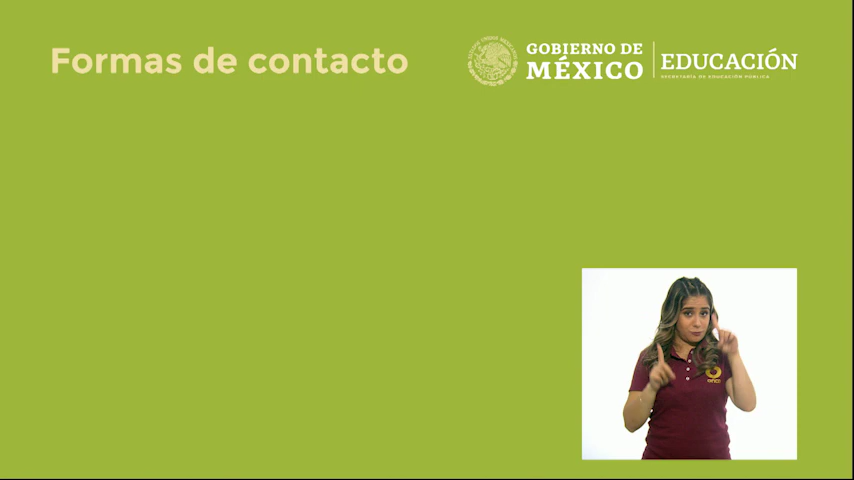 Formas de contacto
GOBIERNO DE
MÉXICO
EDUCACIÓN
SECRETARÍA DE EDUCACIÓN PÚBLICA